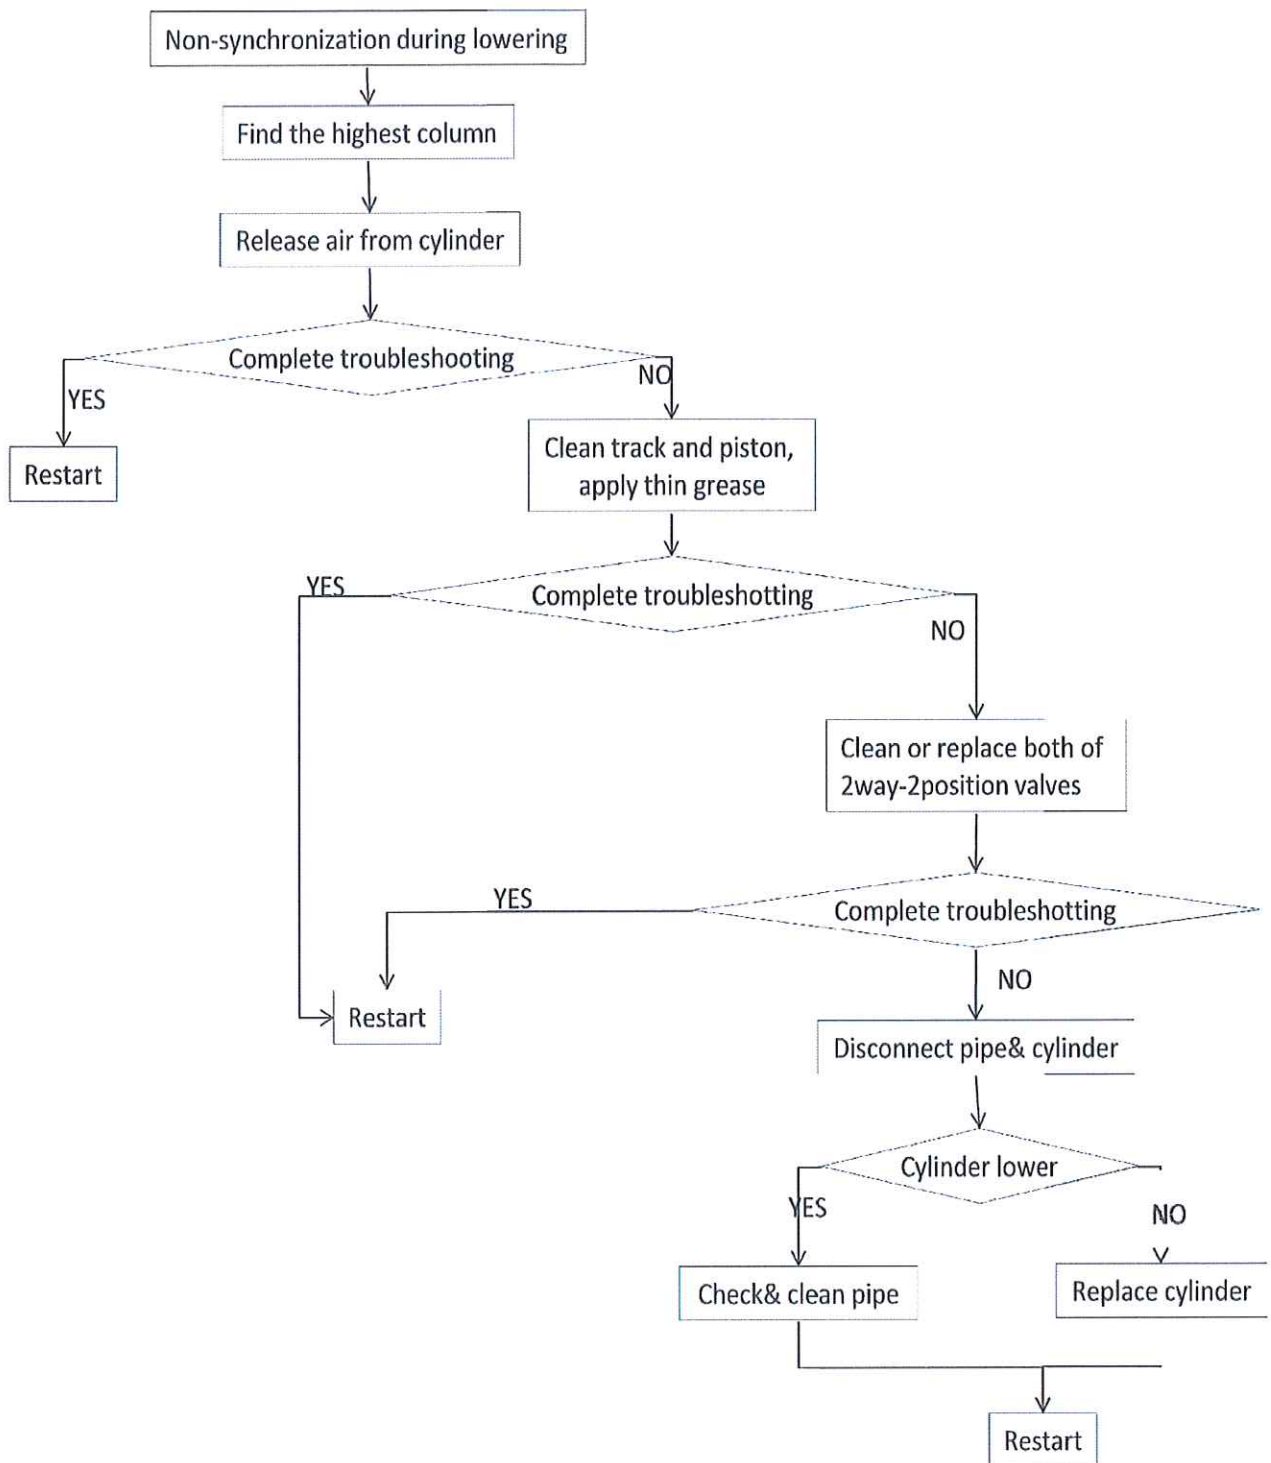 Non-synchronization during lowering
Find the highest column
Release air from cylinder
Complete troubleshooting
YES
NO
Restart
Clean track and piston,
apply thin grease
YES
Complete troubleshotting
NO
Clean or replace both of
2way-2position valves
YES
Complete troubleshotting
NO
Restart
Disconnect pipe& cylinder
Cylinder lower
YES
NO
Check& clean pipe
Replace cylinder
Restart